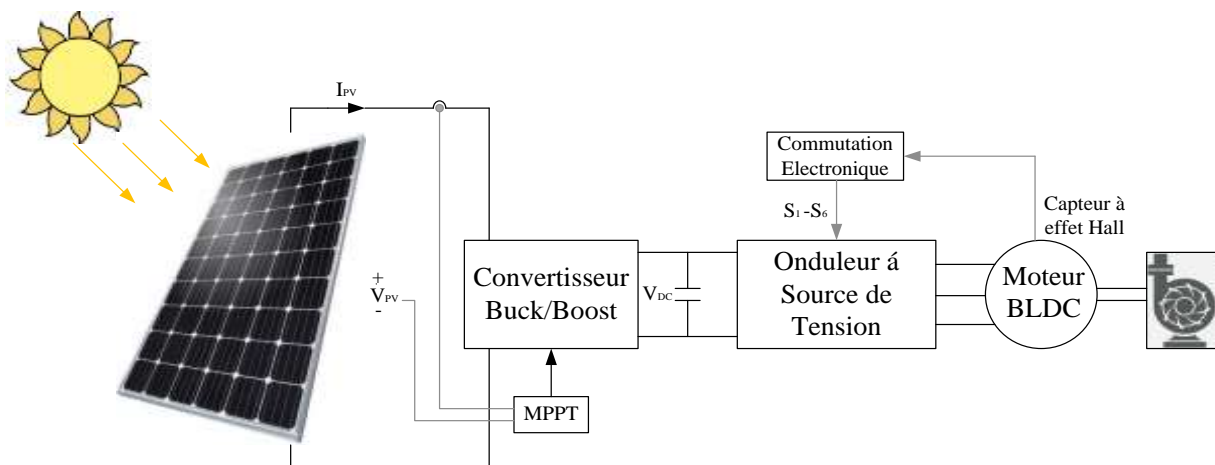 I PV
Commutation
Electronique
S1-S6
Capteur à
effet Hall
Convertisseur
Buck/Boost
+
VPV
-
VDC
Onduleur á
Source de
Tension
Moteur
BLDC
MPPT